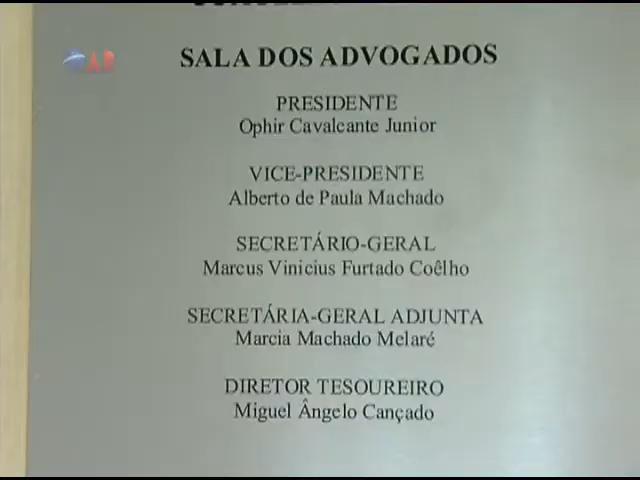 OAB
SALA DOS ADVOGADOS
PRESIDENTE
Ophir Cavalcante Junior
VICE-PRESIDENTE
Alberto de Paula Machado
SECRETÁRIO-GERAL
Marcus Vinicius Furtado Coêlho
SECRETÁRIA-GERAL ADJUNTA
Marcia Machado Melaré
DIRETOR TESOUREIRO
Miguel Ângelo Cançado